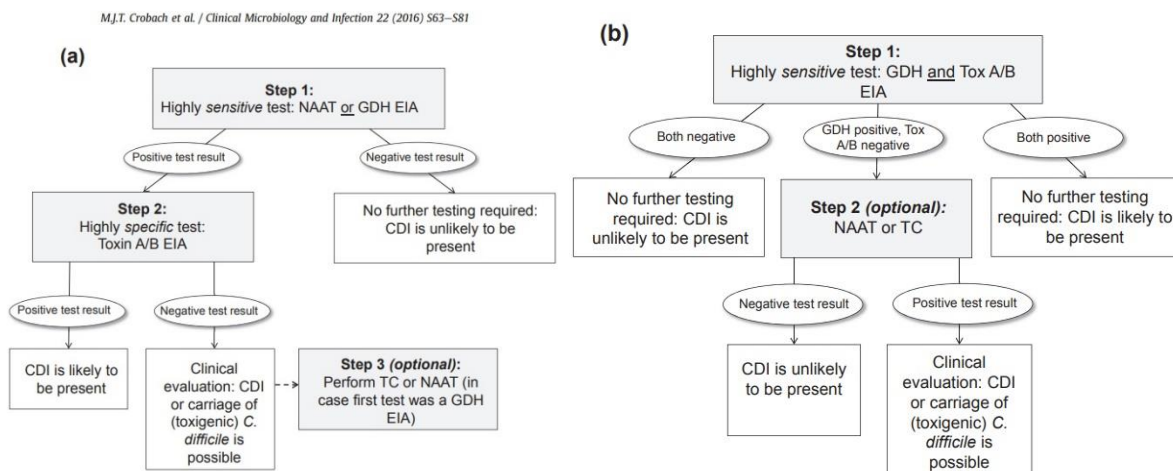 M.J.T. Crobach et al. / Clinical Microbiology and Infection 22 (2016) S63–S81
(a)
Step 1:
Highly sensitive test: NAAT or GDH EIA
Positive test result
Negative test result
Step 2:
Highly specific test:
Toxin A/B EIA
No further testing required:
CDI is unlikely to be
present
Positive test result
Negative test result
CDI is likely to
be present
Clinical
evaluation: CDI
or carriage of
(toxigenic) C.
difficile is
possible
Step 3 (optional):
Perform TC or NAAT (in
case first test was a GDH
EIA)
(b)
Step 1:
Highly sensitive test: GDH and Tox A/B
EIA
Both negative
GDH positive, Tox
A/B negative
Both positive
No further testing
required: CDI is
unlikely to be present
Step 2 (optional):
NAAT or TC
No further testing
required: CDI is likely to
be present
Negative test result
Positive test result
CDI is unlikely
to be present
Clinical
evaluation: CDI
or carriage of
(toxigenic) C.
difficile is
possible